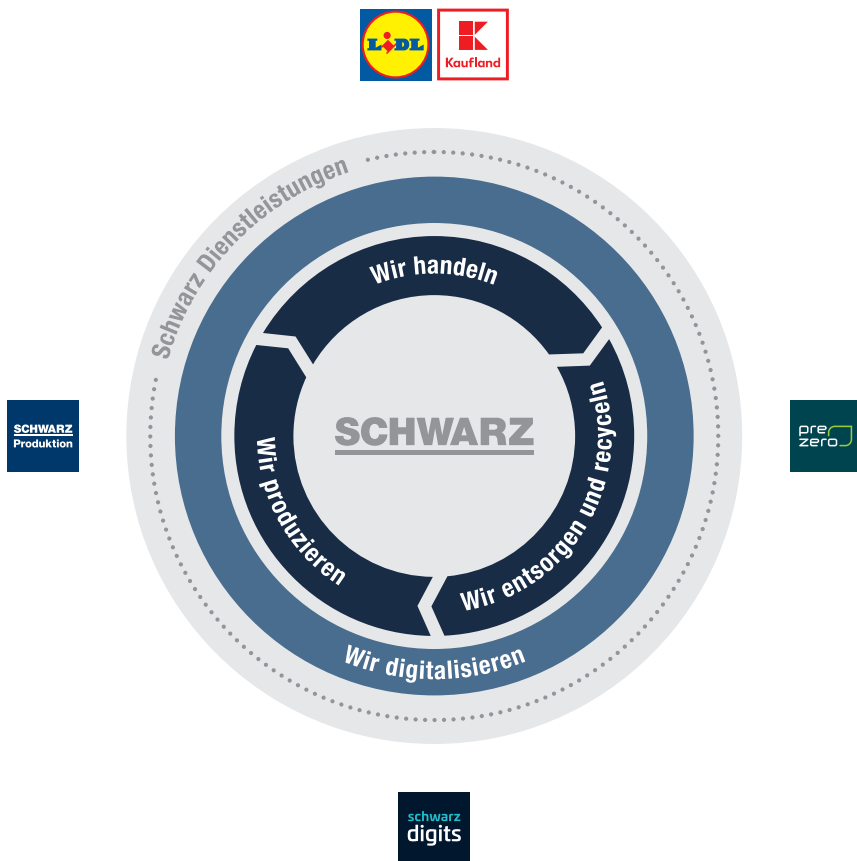 LIDL
Kaufland
Schwarz Dienstleistungen
Wir handeln
SCHWARZ
Produktion
SCHWARZ
pre
zero
Wir produzieren
Wir entsorgen und recyceln
Wir digitalisieren
schwarz
digits